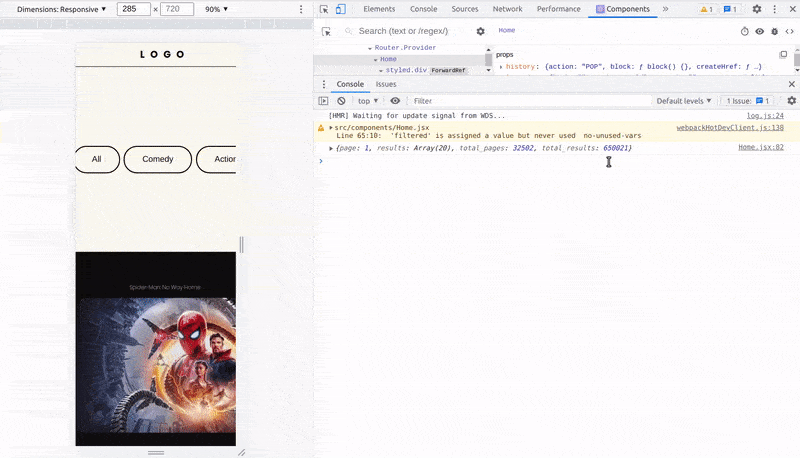 Dimensions: Responsive ▾ 285 × 720 90% ▾
Elements Console Sources Network Performance Components » 1 1
Search (text or /regex/) Home
Router.Provider
Home
styled.div ForwardRef
props
history: {action: "POP", block: ƒ block() {}, createHref: ƒ …}
Console Issues
top ▾ Filter Default levels ▾ 1 Issue: 1
[HMR] Waiting for update signal from WDS... log.js:24
src/components/Home.jsx webpackHotDevClient.js:138
Line 65:10: 'filtered' is assigned a value but never used no-unused-vars
{page: 1, results: Array(20), total_pages: 32502, total_results: 650021} Home.jsx:82
LOGO
All Comedy Action
Spider-Man: No Way Home